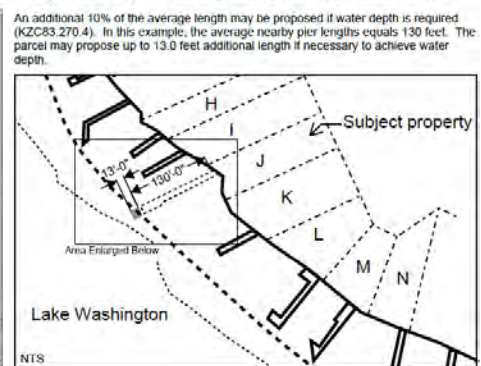 An additional 10% of the average length may be proposed if water depth is required
(KZC83.270.4). In this example, the average nearby pier lengths equals 130 feet. The
parcel may propose up to 13.0 feet additional length if necessary to achieve water
depth.
H
I
Subject property
J
13'-0"
130'-0"
K
Area Enlarged Below
L
M
N
Lake Washington
NTS